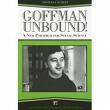 GOFFMAN
UNBOUND!
A NEW PARADIGM FOR SOCIAL SCIENCE